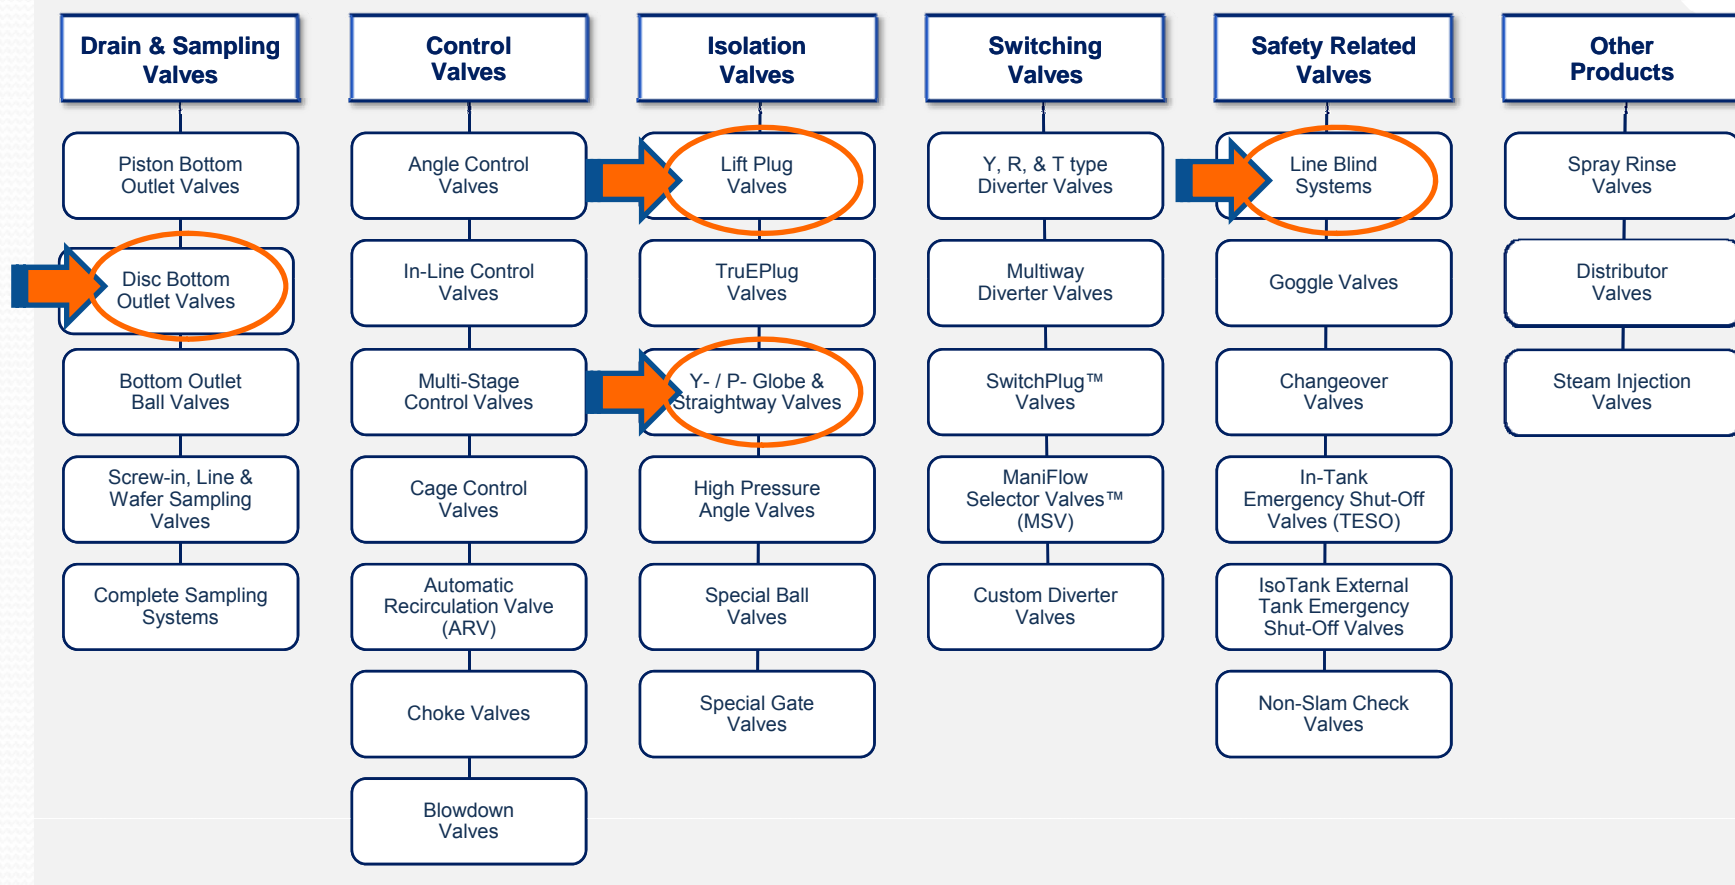 Drain & Sampling
Valves
Piston Bottom
Outlet Valves
Disc Bottom
Outlet Valves
Bottom Outlet
Ball Valves
Screw-in, Line &
Wafer Sampling
Valves
Complete Sampling
Systems
Control
Valves
Angle Control
Valves
In-Line Control
Valves
Multi-Stage
Control Valves
Cage Control
Valves
Automatic
Recirculation Valve
(ARV)
Choke Valves
Blowdown
Valves
Isolation
Valves
Lift Plug
Valves
TruEPlug
Valves
Y- / P- Globe &
Straightway Valves
High Pressure
Angle Valves
Special Ball
Valves
Special Gate
Valves
Switching
Valves
Y, R, & T type
Diverter Valves
Multiway
Diverter Valves
SwitchPlug™
Valves
ManiFlow
Selector Valves™
(MSV)
Custom Diverter
Valves
Safety Related
Valves
Line Blind
Systems
Goggle Valves
Changeover
Valves
In-Tank
Emergency Shut-Off
Valves (TESO)
IsoTank External
Tank Emergency
Shut-Off Valves
Non-Slam Check
Valves
Other
Products
Spray Rinse
Valves
Distributor
Valves
Steam Injection
Valves